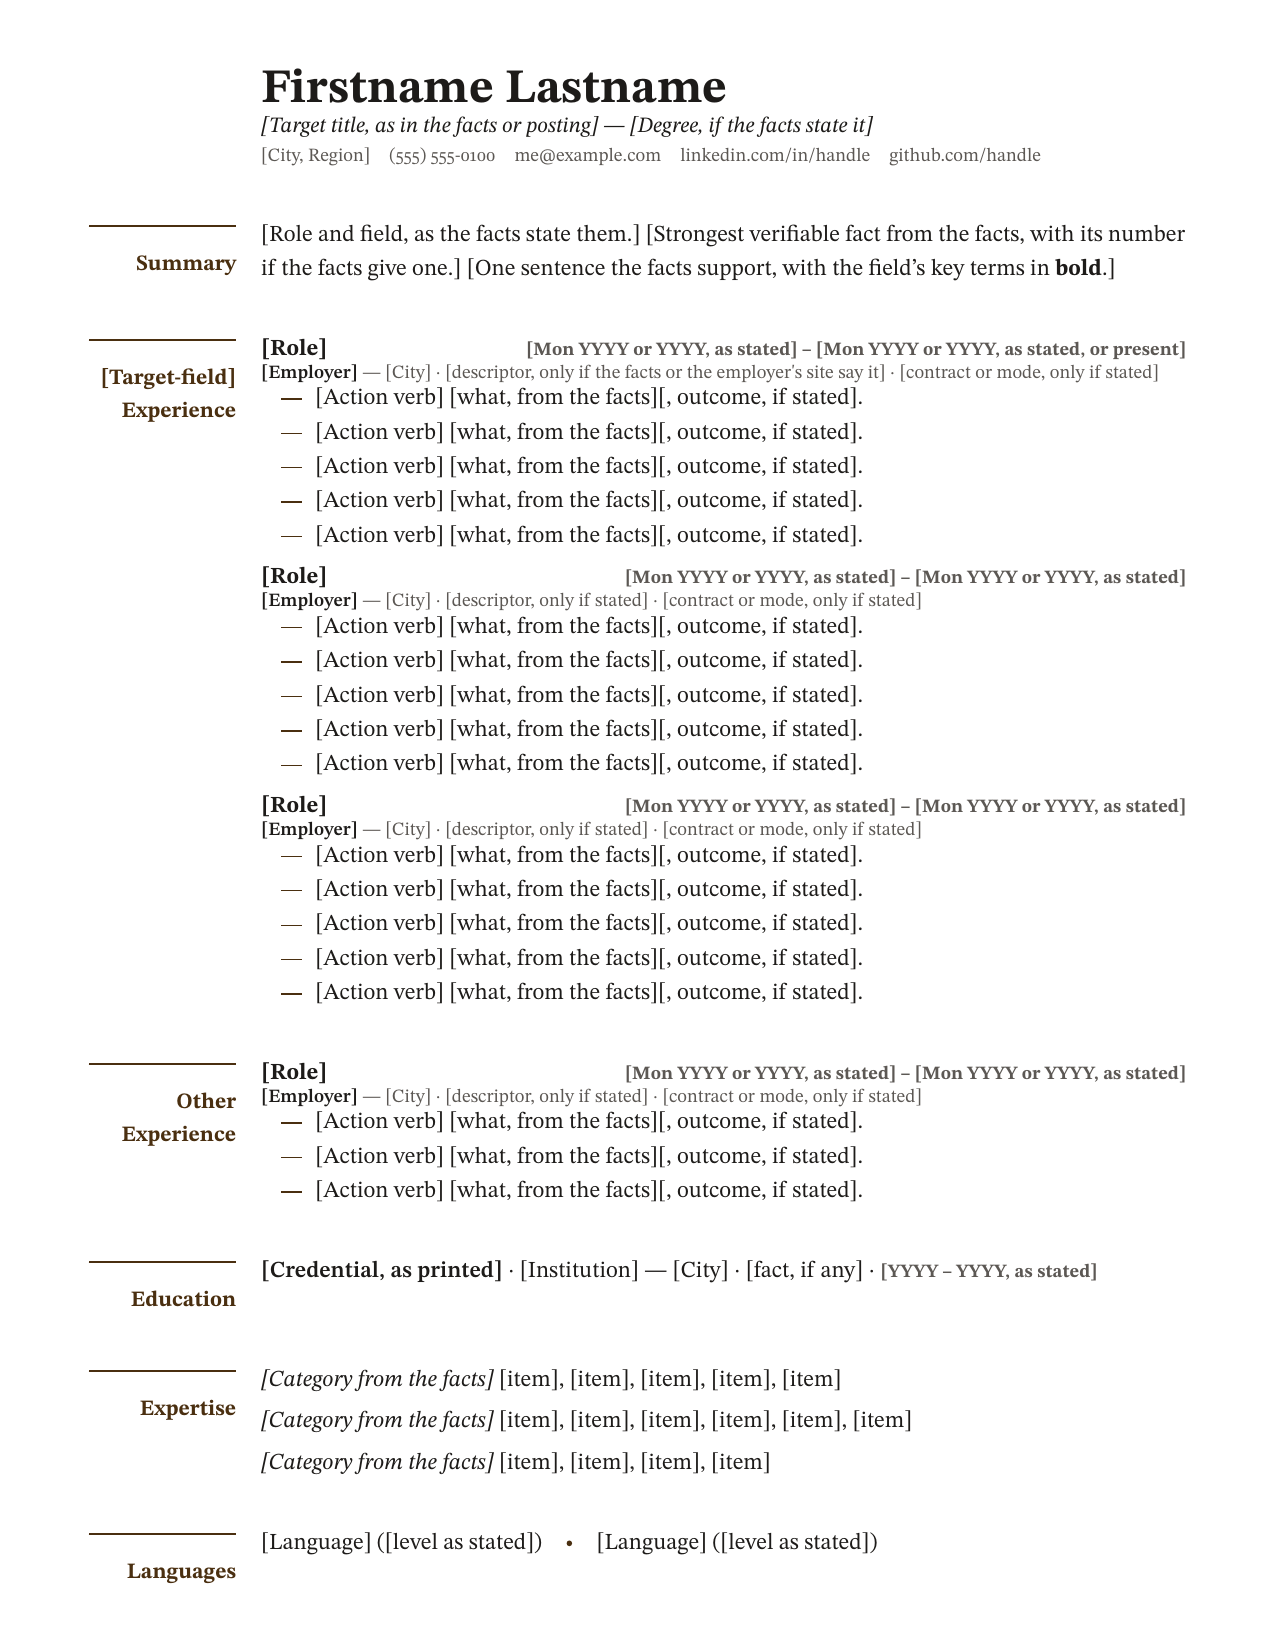 Firstname Lastname
[Target title, as in the facts or posting] — [Degree, if the facts state it]
[City, Region] (555) 555-0100 me@example.com linkedin.com/in/handle github.com/handle
Summary
[Role and field, as the facts state them.] [Strongest verifiable fact from the facts, with its number
if the facts give one.] [One sentence the facts support, with the field’s key terms in bold.]
[Target-field]
Experience
[Role] [Mon YYYY or YYYY, as stated] – [Mon YYYY or YYYY, as stated, or present]
[Employer] — [City] · [descriptor, only if the facts or the employer's site say it] · [contract or mode, only if stated]
— [Action verb] [what, from the facts][, outcome, if stated].
— [Action verb] [what, from the facts][, outcome, if stated].
— [Action verb] [what, from the facts][, outcome, if stated].
— [Action verb] [what, from the facts][, outcome, if stated].
— [Action verb] [what, from the facts][, outcome, if stated].
[Role] [Mon YYYY or YYYY, as stated] – [Mon YYYY or YYYY, as stated]
[Employer] — [City] · [descriptor, only if stated] · [contract or mode, only if stated]
— [Action verb] [what, from the facts][, outcome, if stated].
— [Action verb] [what, from the facts][, outcome, if stated].
— [Action verb] [what, from the facts][, outcome, if stated].
— [Action verb] [what, from the facts][, outcome, if stated].
— [Action verb] [what, from the facts][, outcome, if stated].
[Role] [Mon YYYY or YYYY, as stated] – [Mon YYYY or YYYY, as stated]
[Employer] — [City] · [descriptor, only if stated] · [contract or mode, only if stated]
— [Action verb] [what, from the facts][, outcome, if stated].
— [Action verb] [what, from the facts][, outcome, if stated].
— [Action verb] [what, from the facts][, outcome, if stated].
— [Action verb] [what, from the facts][, outcome, if stated].
— [Action verb] [what, from the facts][, outcome, if stated].
Other
Experience
[Role] [Mon YYYY or YYYY, as stated] – [Mon YYYY or YYYY, as stated]
[Employer] — [City] · [descriptor, only if stated] · [contract or mode, only if stated]
— [Action verb] [what, from the facts][, outcome, if stated].
— [Action verb] [what, from the facts][, outcome, if stated].
— [Action verb] [what, from the facts][, outcome, if stated].
Education
[Credential, as printed] · [Institution] — [City] · [fact, if any] · [YYYY – YYYY, as stated]
Expertise
[Category from the facts] [item], [item], [item], [item], [item]
[Category from the facts] [item], [item], [item], [item], [item], [item]
[Category from the facts] [item], [item], [item], [item]
Languages
[Language] ([level as stated]) • [Language] ([level as stated])